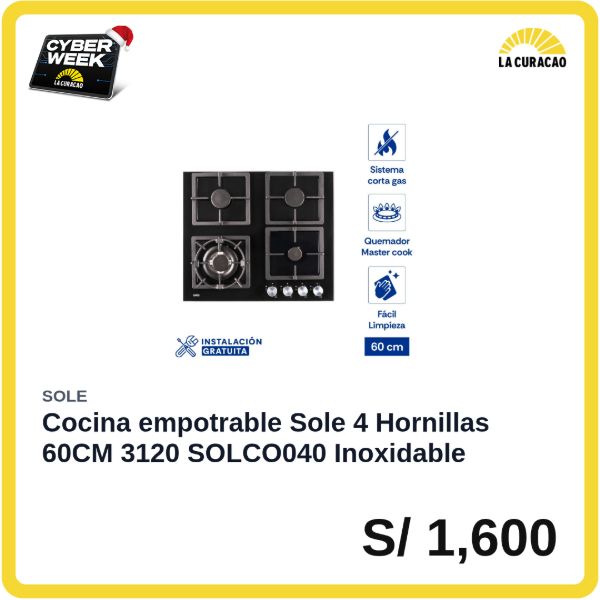 CYBER
WEEK
LA CURACAO
LA CURACAO
Sistema
corta gas
Quemador
Master cook
Fácil
Limpieza
60 cm
INSTALACIÓN
GRATUITA
SOLE
Cocina empotrable Sole 4 Hornillas
60CM 3120 SOLCO040 Inoxidable
S/ 1,600